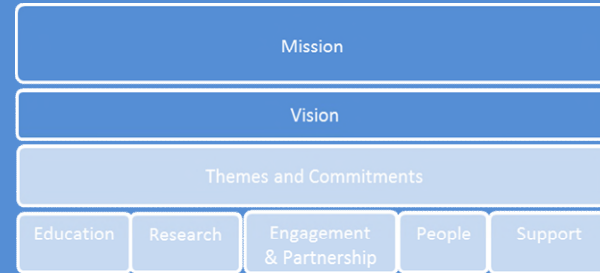 Mission
Vision
Themes and Commitments
Education
Research
Engagement
& Partnership
People
Support